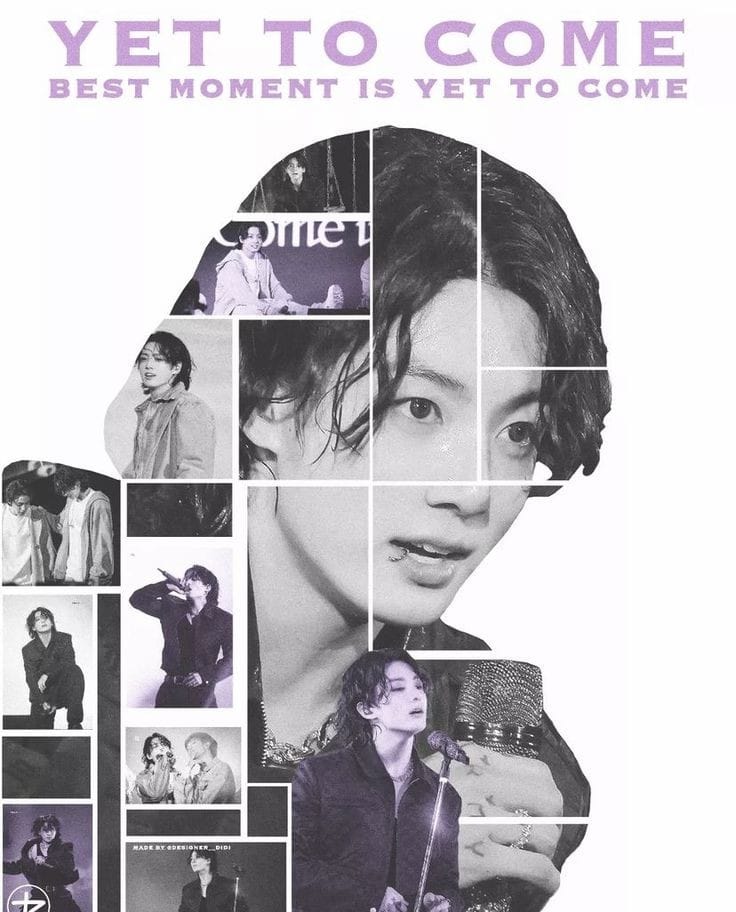 YET TO COME
BEST MOMENT IS YET TO COME
Come t
MADE BY @DESIGNER__DIDI